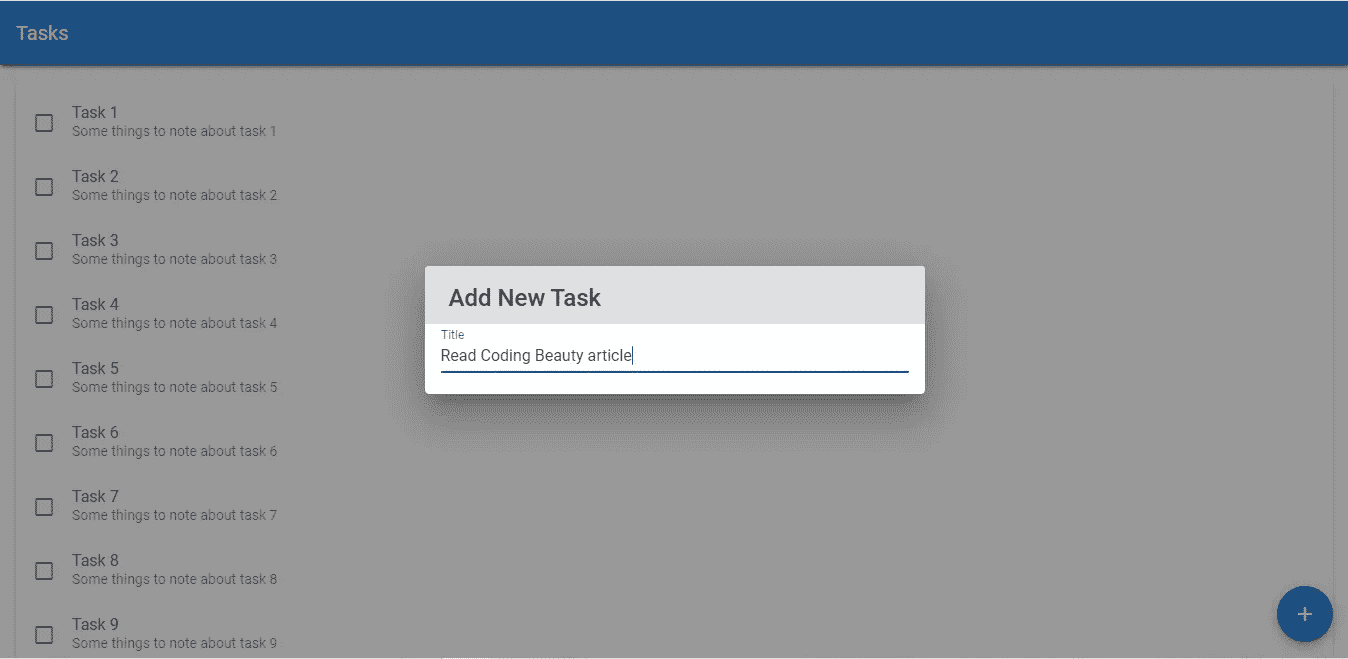 Tasks
Task 1
Some things to note about task 1
Task 2
Some things to note about task 2
Task 3
Some things to note about task 3
Task 4
Some things to note about task 4
Task 5
Some things to note about task 5
Task 6
Some things to note about task 6
Task 7
Some things to note about task 7
Task 8
Some things to note about task 8
Task 9
Some things to note about task 9
Add New Task
Title
Read Coding Beauty article
+